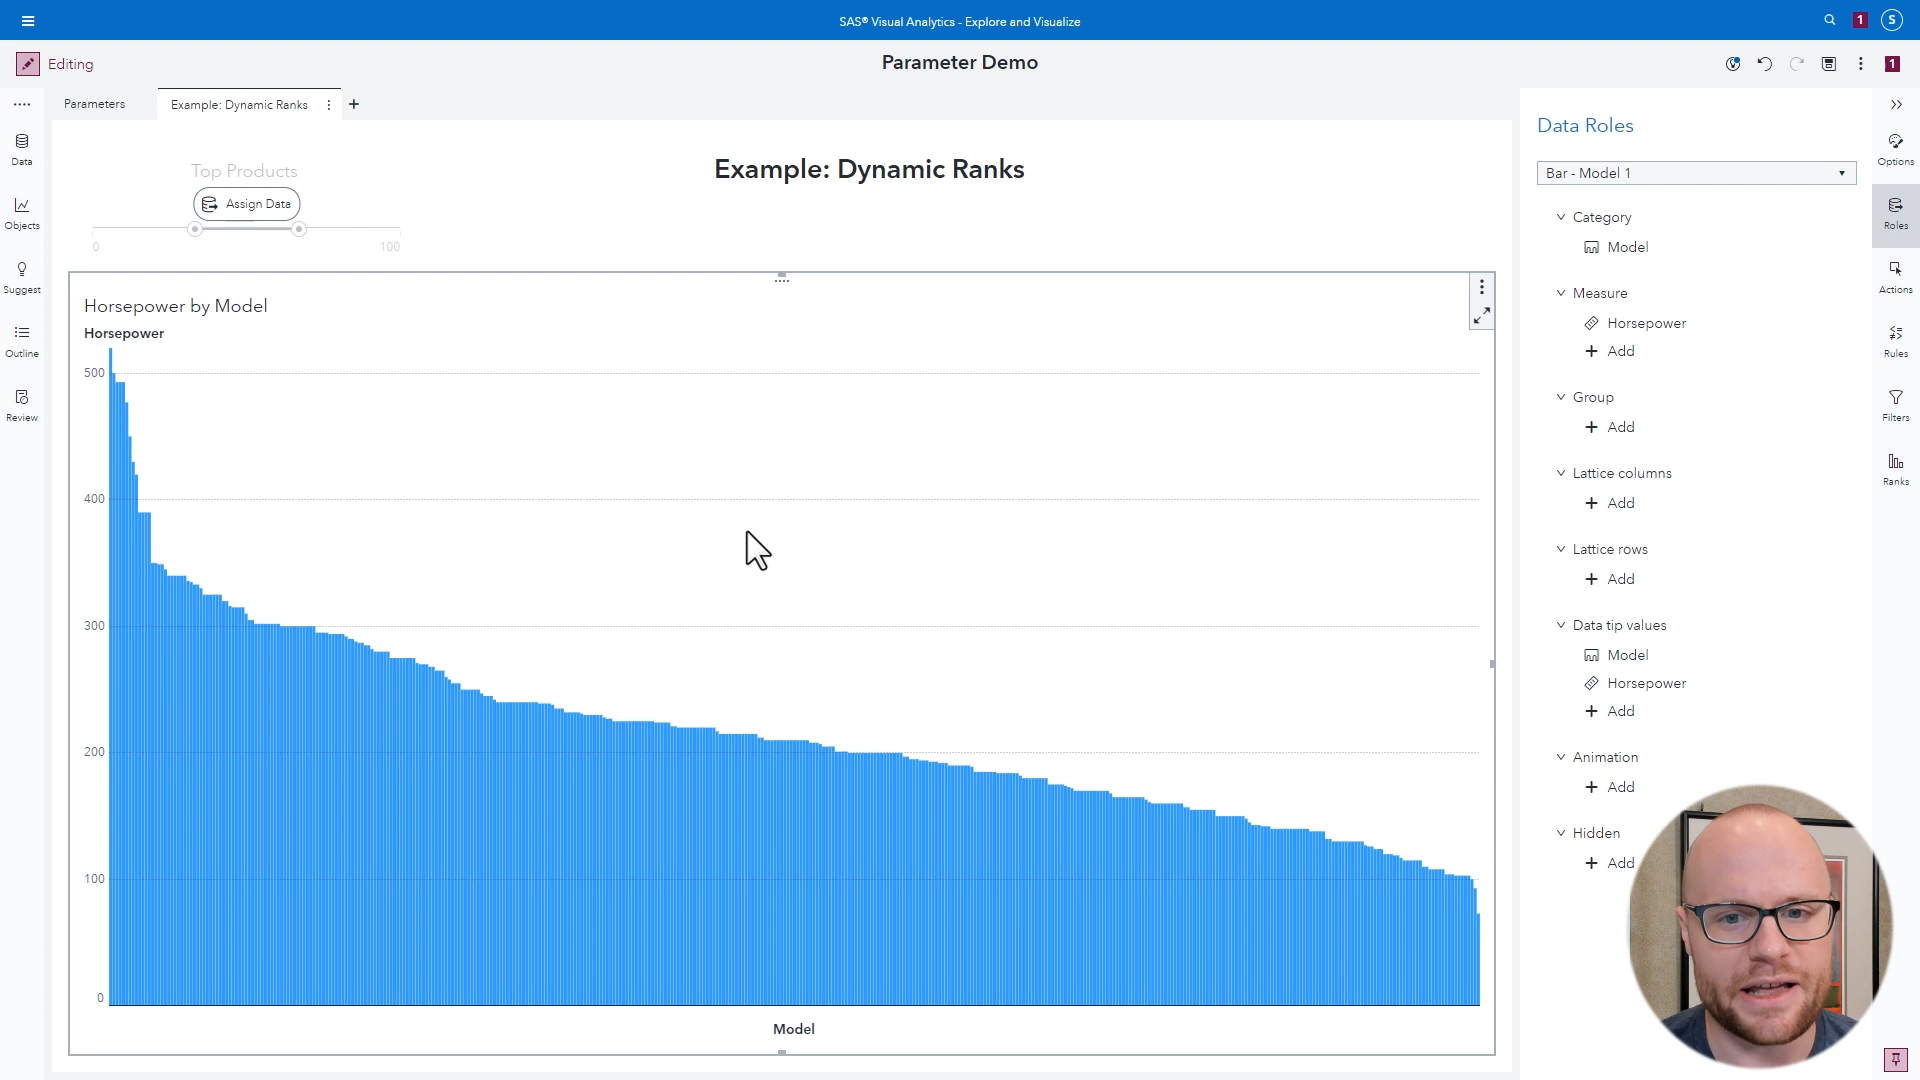 SAS® Visual Analytics - Explore and Visualize
1
S
Editing
Parameter Demo
1
Parameters
Example: Dynamic Ranks
Data
Objects
Suggest
Outline
Review
Top Products
Assign Data
0
100
Example: Dynamic Ranks
Horsepower by Model
Horsepower
500
400
300
200
100
0
Model
Data Roles
Bar - Model 1
Category
Model
Measure
Horsepower
Add
Group
Add
Lattice columns
Add
Lattice rows
Add
Data tip values
Model
Horsepower
Add
Animation
Add
Hidden
Add
Options
Roles
Actions
Rules
Filters
Ranks